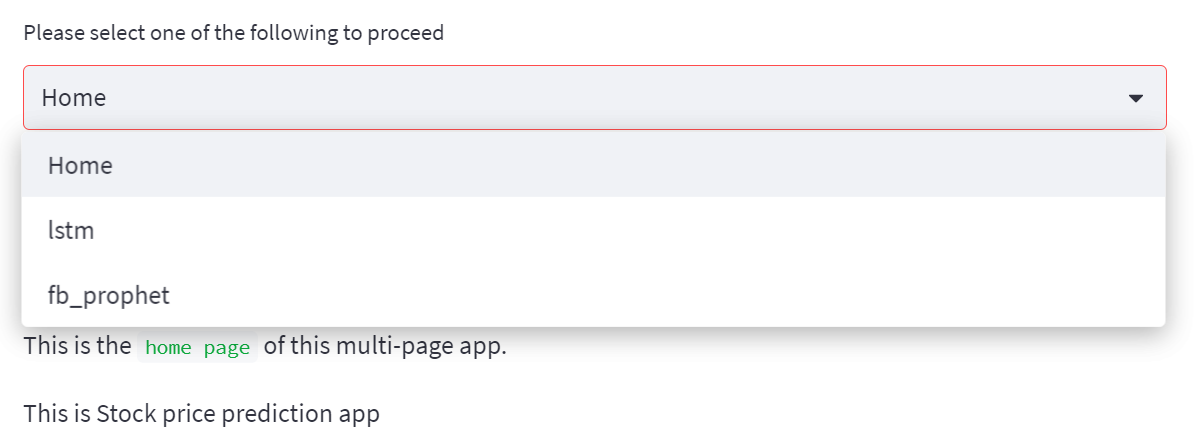 Please select one of the following to proceed
Home
Home
lstm
fb_prophet
This is the home page of this multi-page app.
This is Stock price prediction app